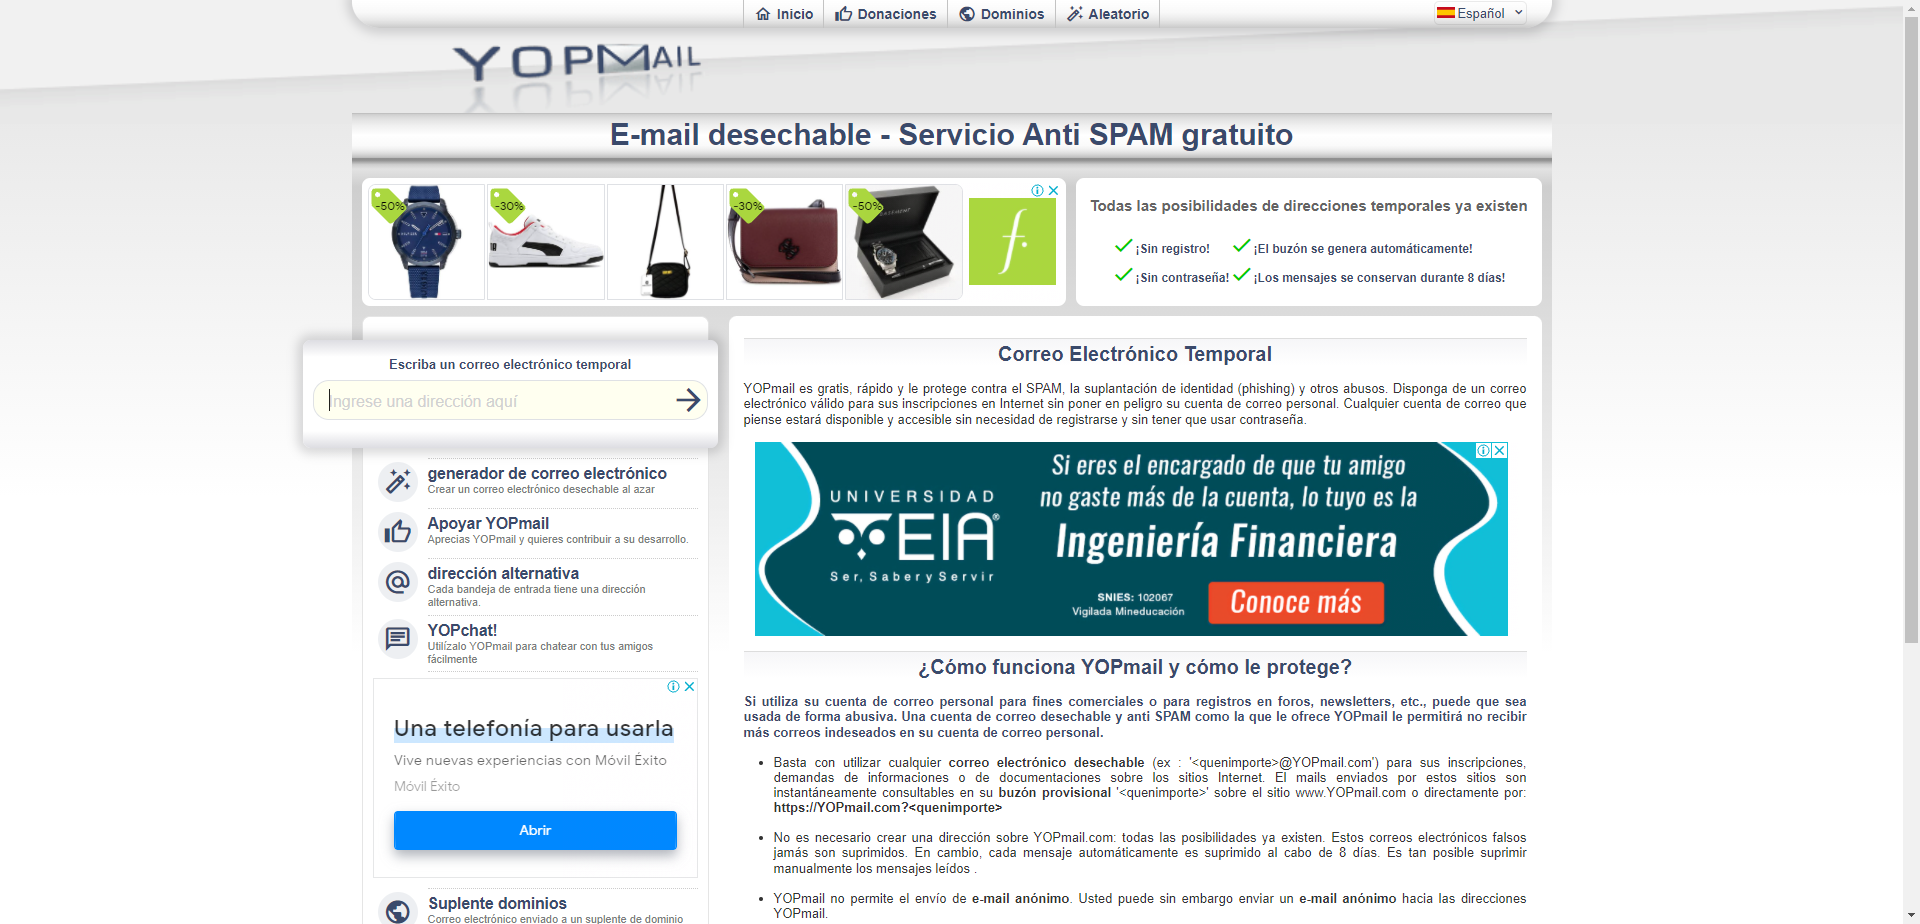 Inicio
Donaciones
Dominios
Aleatorio
Español
YOPMAIL
E-mail desechable - Servicio Anti SPAM gratuito
-50%
-30%
-30%
-50%
f.
Todas las posibilidades de direcciones temporales ya existen
¡Sin registro!
¡El buzón se genera automáticamente!
¡Sin contraseña!
¡Los mensajes se conservan durante 8 días!
Escriba un correo electrónico temporal
Ingrese una dirección aquí
generador de correo electrónico
Crear un correo electrónico desechable al azar
Apoyar YOPmail
Aprecias YOPmail y quieres contribuir a su desarrollo.
dirección alternativa
Cada bandeja de entrada tiene una dirección
alternativa.
YOPchat!
Utilízalo YOPmail para chatear con tus amigos
fácilmente
Una telefonía para usarla
Vive nuevas experiencias con Móvil Éxito
Móvil Éxito
Abrir
Suplente dominios
Correo electrónico enviado a un suplente de dominio
Correo Electrónico Temporal
YOPmail es gratis, rápido y le protege contra el SPAM, la suplantación de identidad (phishing) y otros abusos. Disponga de un correo
electrónico válido para sus inscripciones en Internet sin poner en peligro su cuenta de correo personal. Cualquier cuenta de correo que
piense estará disponible y accesible sin necesidad de registrarse y sin tener que usar contraseña.
UNIVERSIDAD
EIA®
Ser, Saber y Servir
Si eres el encargado de que tu amigo
no gaste más de la cuenta, lo tuyo es la
Ingeniería Financiera
SNIES: 102067
Vigilada Mineducación
Conoce más
¿Cómo funciona YOPmail y cómo le protege?
Si utiliza su cuenta de correo personal para fines comerciales o para registros en foros, newsletters, etc., puede que sea
usada de forma abusiva. Una cuenta de correo desechable y anti SPAM como la que le ofrece YOPmail le permitirá no recibir
más correos indeseados en su cuenta de correo personal.
• Basta con utilizar cualquier correo electrónico desechable (ex : '<quenimporte>@YOPmail.com') para sus inscripciones,
demandas de informaciones o de documentaciones sobre los sitios Internet. El mails enviados por estos sitios son
instantáneamente consultables en su buzón provisional '<quenimporte>' sobre el sitio www.YOPmail.com o directamente por:
https://YOPmail.com?<quenimporte>
• No es necesario crear una dirección sobre YOPmail.com: todas las posibilidades ya existen. Estos correos electrónicos falsos
jamás son suprimidos. En cambio, cada mensaje automáticamente es suprimido al cabo de 8 días. Es tan posible suprimir
manualmente los mensajes leídos .
• YOPmail no permite el envío de e-mail anónimo. Usted puede sin embargo enviar un e-mail anónimo hacia las direcciones
YOPmail.